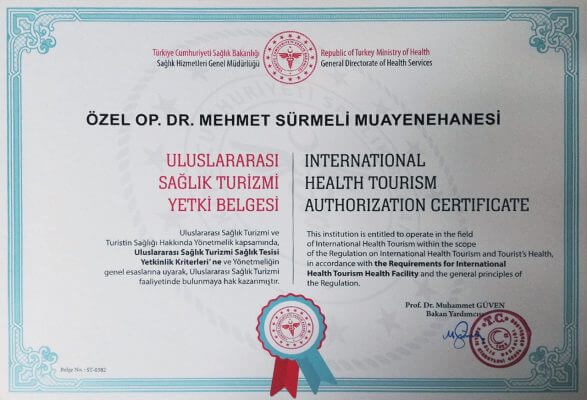 Türkiye Cumhuriyeti Sağlık Bakanlığı
Sağlık Hizmetleri Genel Müdürlüğü
Republic of Turkey Ministry of Health
General Directorate of Health Services
ÖZEL OP. DR. MEHMET SÜRMELİ MUAYENEHANESİ
ULUSLARARASI
SAĞLIK TURİZMİ
YETKİ BELGESİ
INTERNATIONAL
HEALTH TOURISM
AUTHORIZATION CERTIFICATE
Uluslararası Sağlık Turizmi ve
Turistin Sağlığı Hakkında Yönetmelik kapsamında,
Uluslararası Sağlık Turizmi Sağlık Tesisi
Yetkinlik Kriterleri' ne ve Yönetmeliğin
genel esaslarına uyarak, Uluslararası Sağlık Turizmi
faaliyetinde bulunmaya hak kazanmıştır.
This institution is entitled to operate in the field
of International Health Tourism within the scope
of the Regulation on International Health Tourism and Tourist's Health,
in accordance with the Requirements for International
Health Tourism Health Facility and the general principles of
the Regulation.
Prof. Dr. Muhammet GÜVEN
Bakan Yardımcısı
T.C.
Belge No. : ST-0382